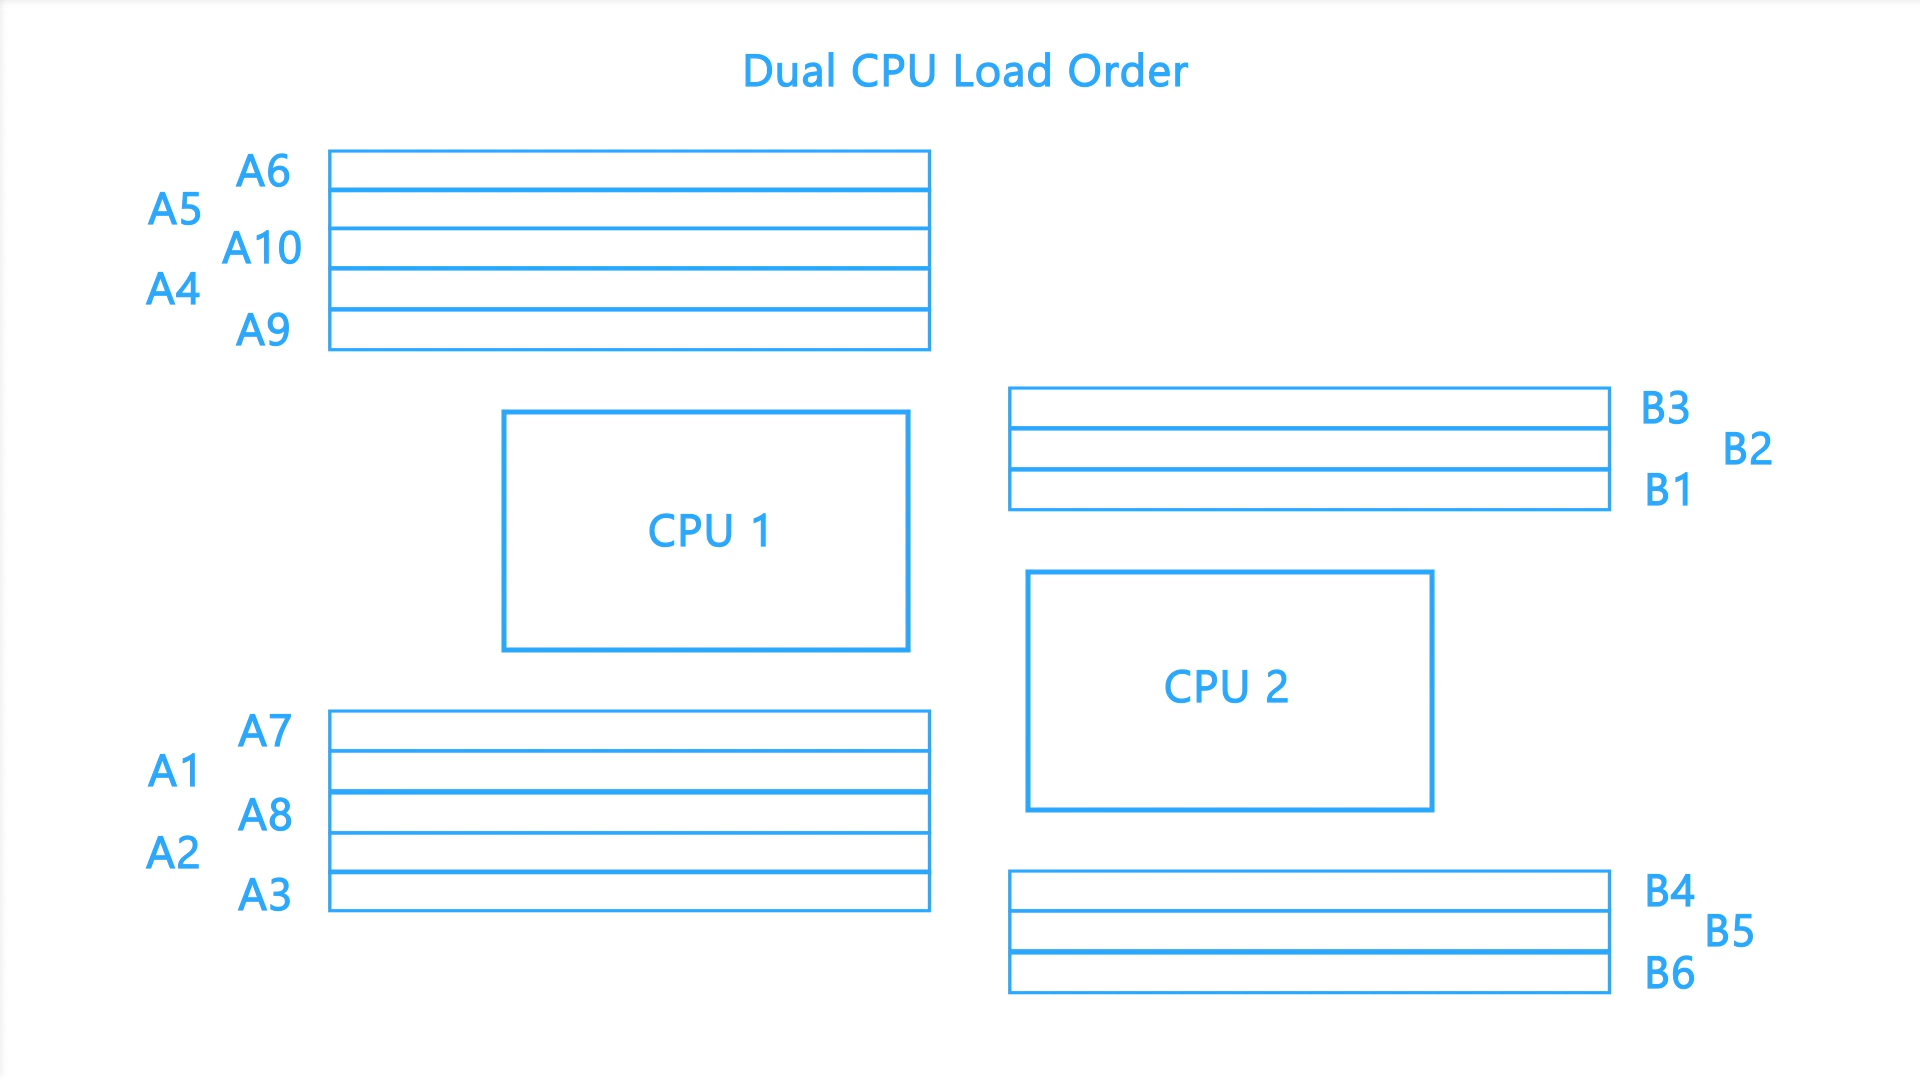 Dual CPU Load Order
A6
A5
A10
A4
A9
B3
B2
B1
CPU 1
CPU 2
A7
A1
A8
A2
A3
B4
B5
B6